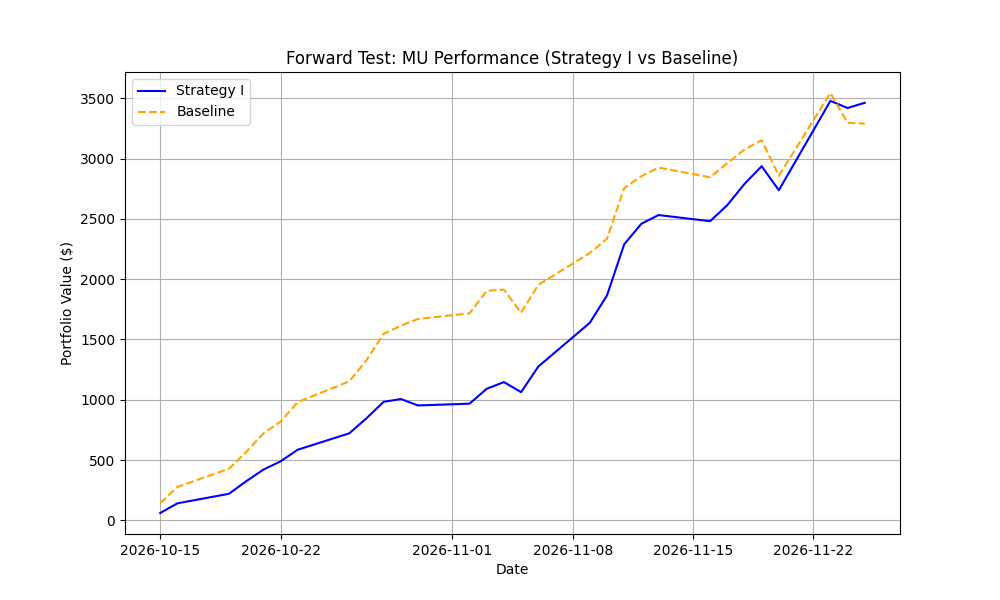 Forward Test: MU Performance (Strategy I vs Baseline)
Strategy I
Baseline
Portfolio Value ($)
3500
3000
2500
2000
1500
1000
500
0
2026-10-15
2026-10-22
2026-11-01
2026-11-08
2026-11-15
2026-11-22
Date